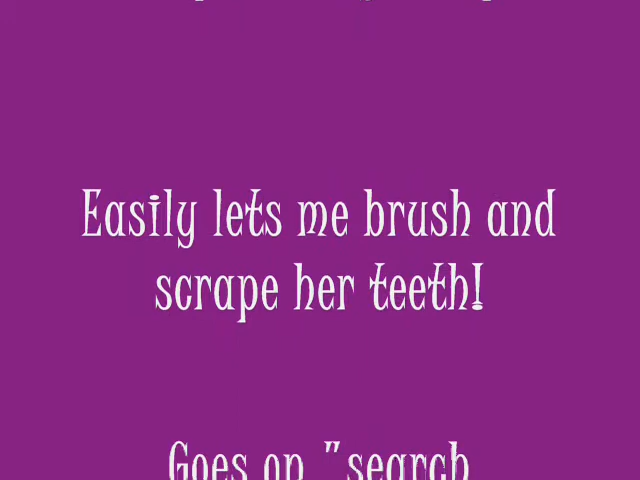 Easily lets me brush and
scrape her teeth!
Goes on "search